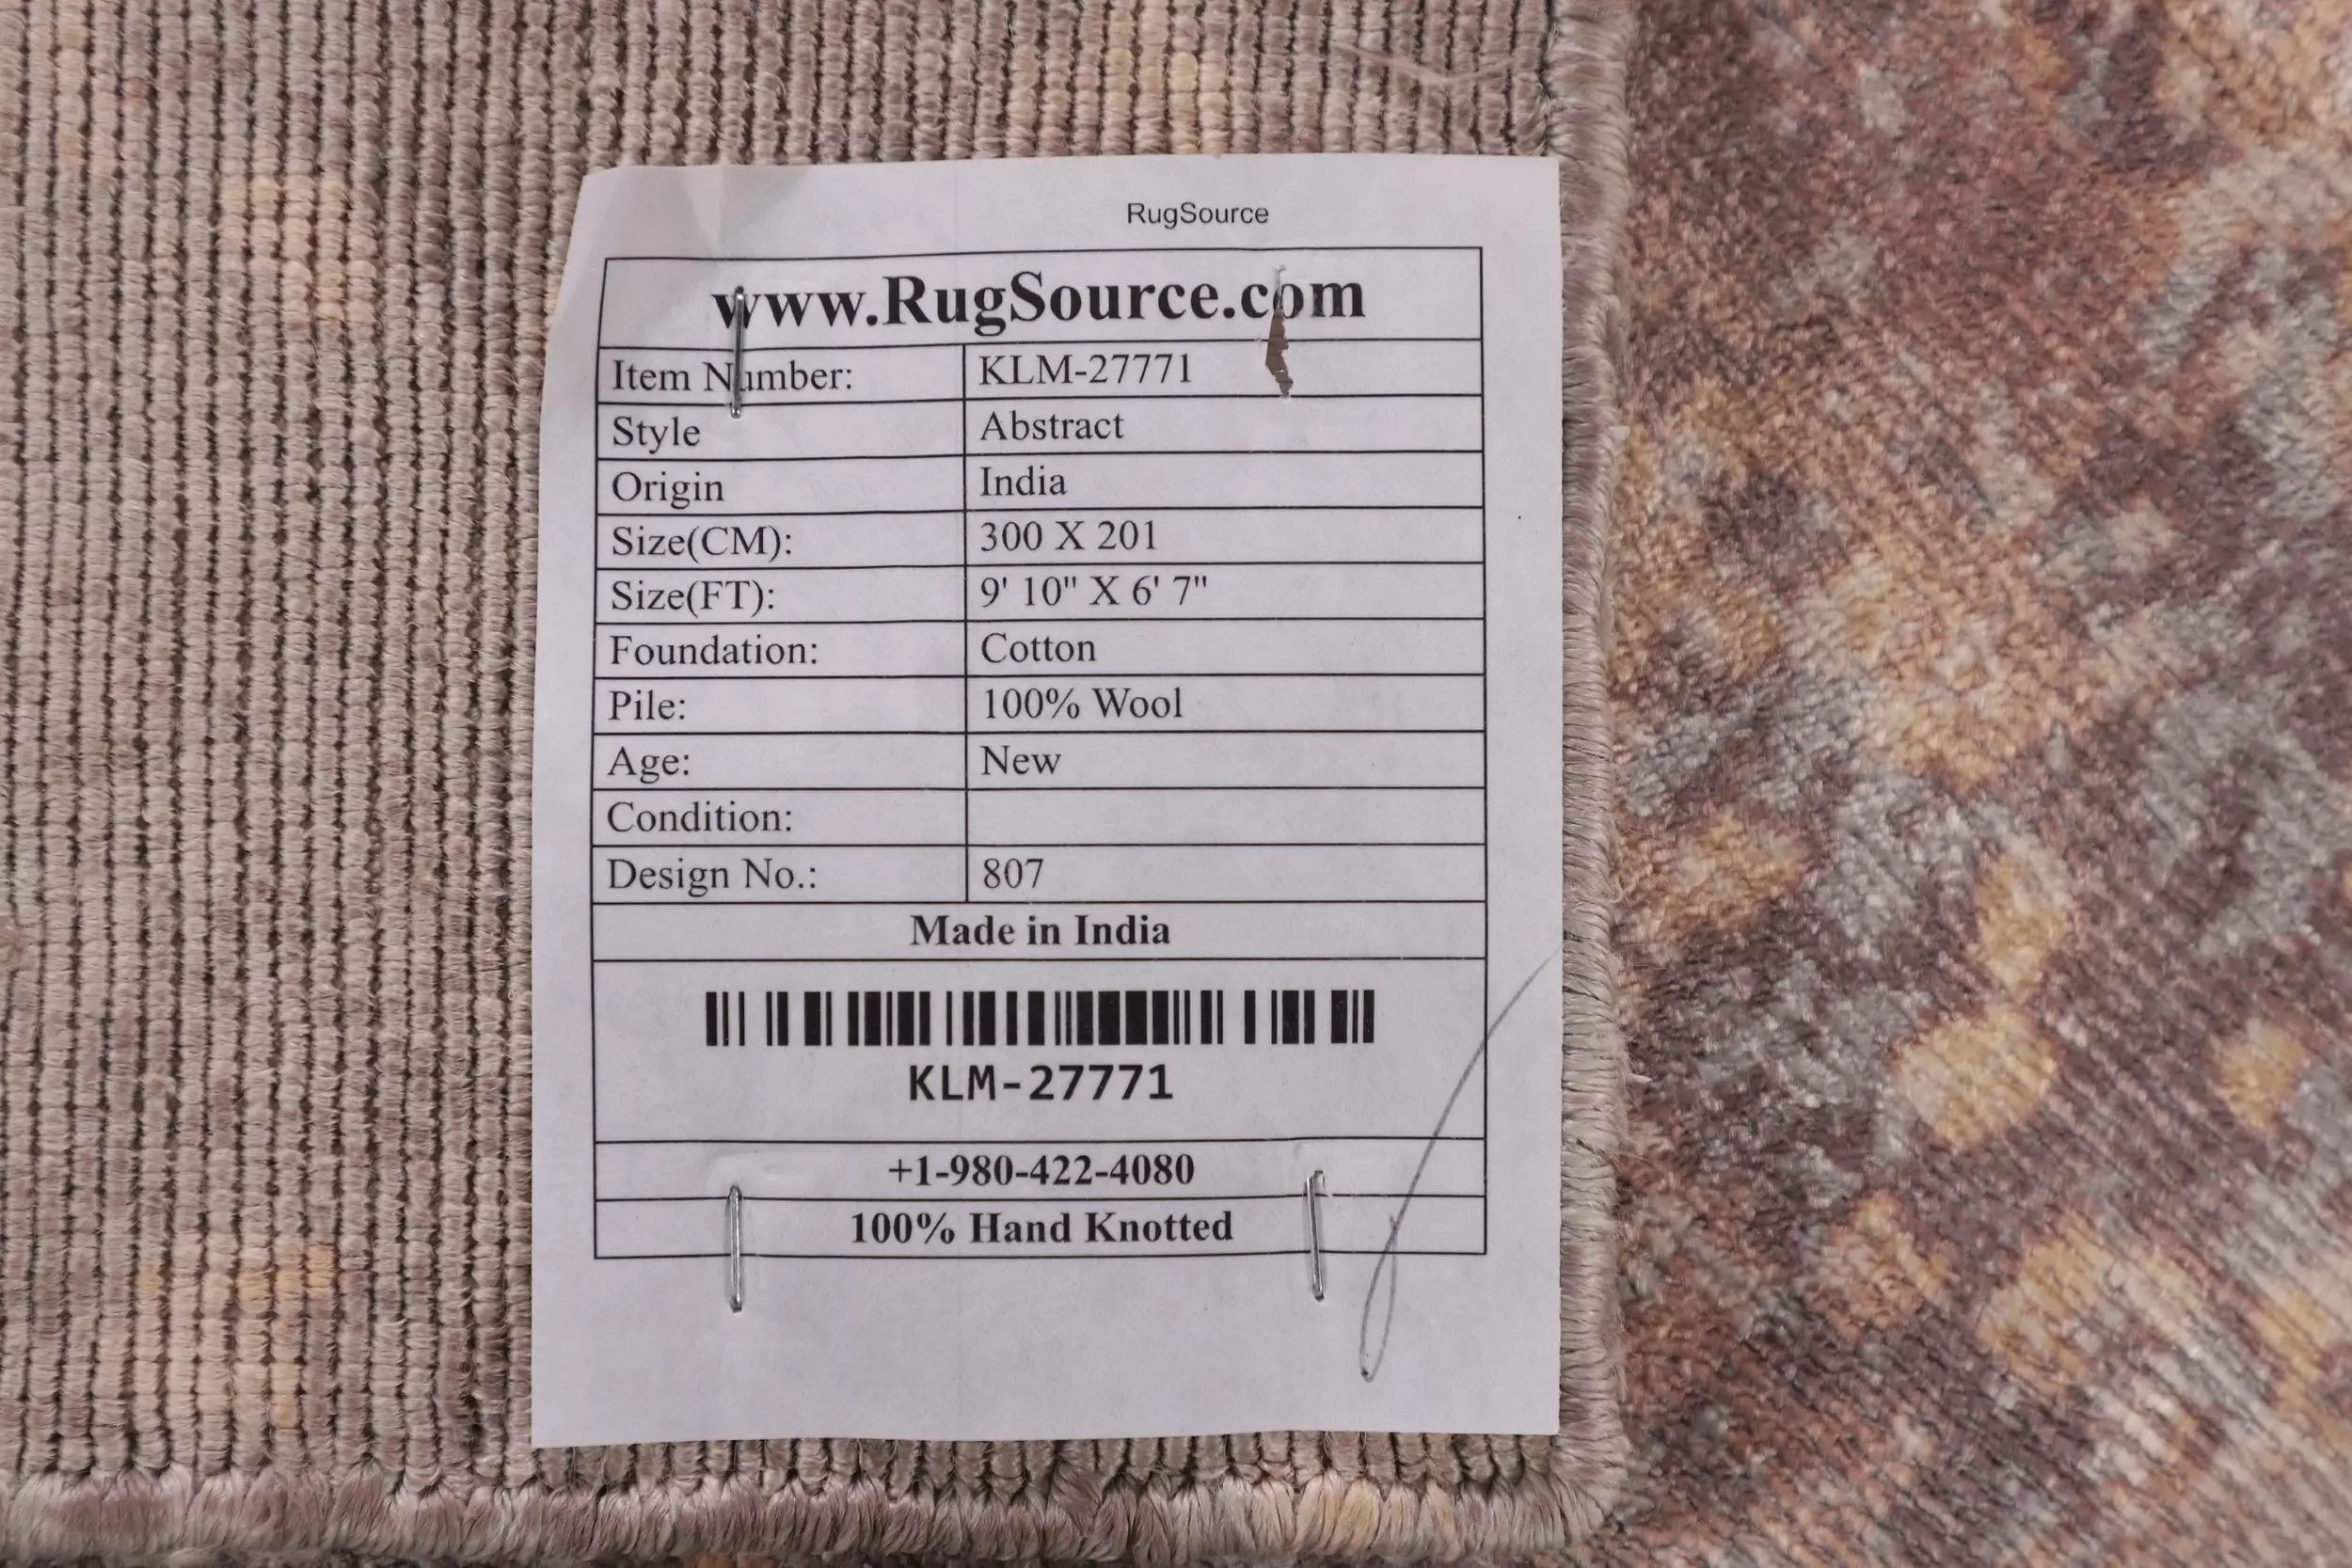 RugSource
www.RugSource.com
Item Number: KLM-27771
Style Abstract
Origin India
Size(CM): 300 X 201
Size(FT): 9' 10" X 6' 7"
Foundation: Cotton
Pile: 100% Wool
Age: New
Condition:
Design No.: 807
Made in India
KLM-27771
+1-980-422-4080
100% Hand Knotted